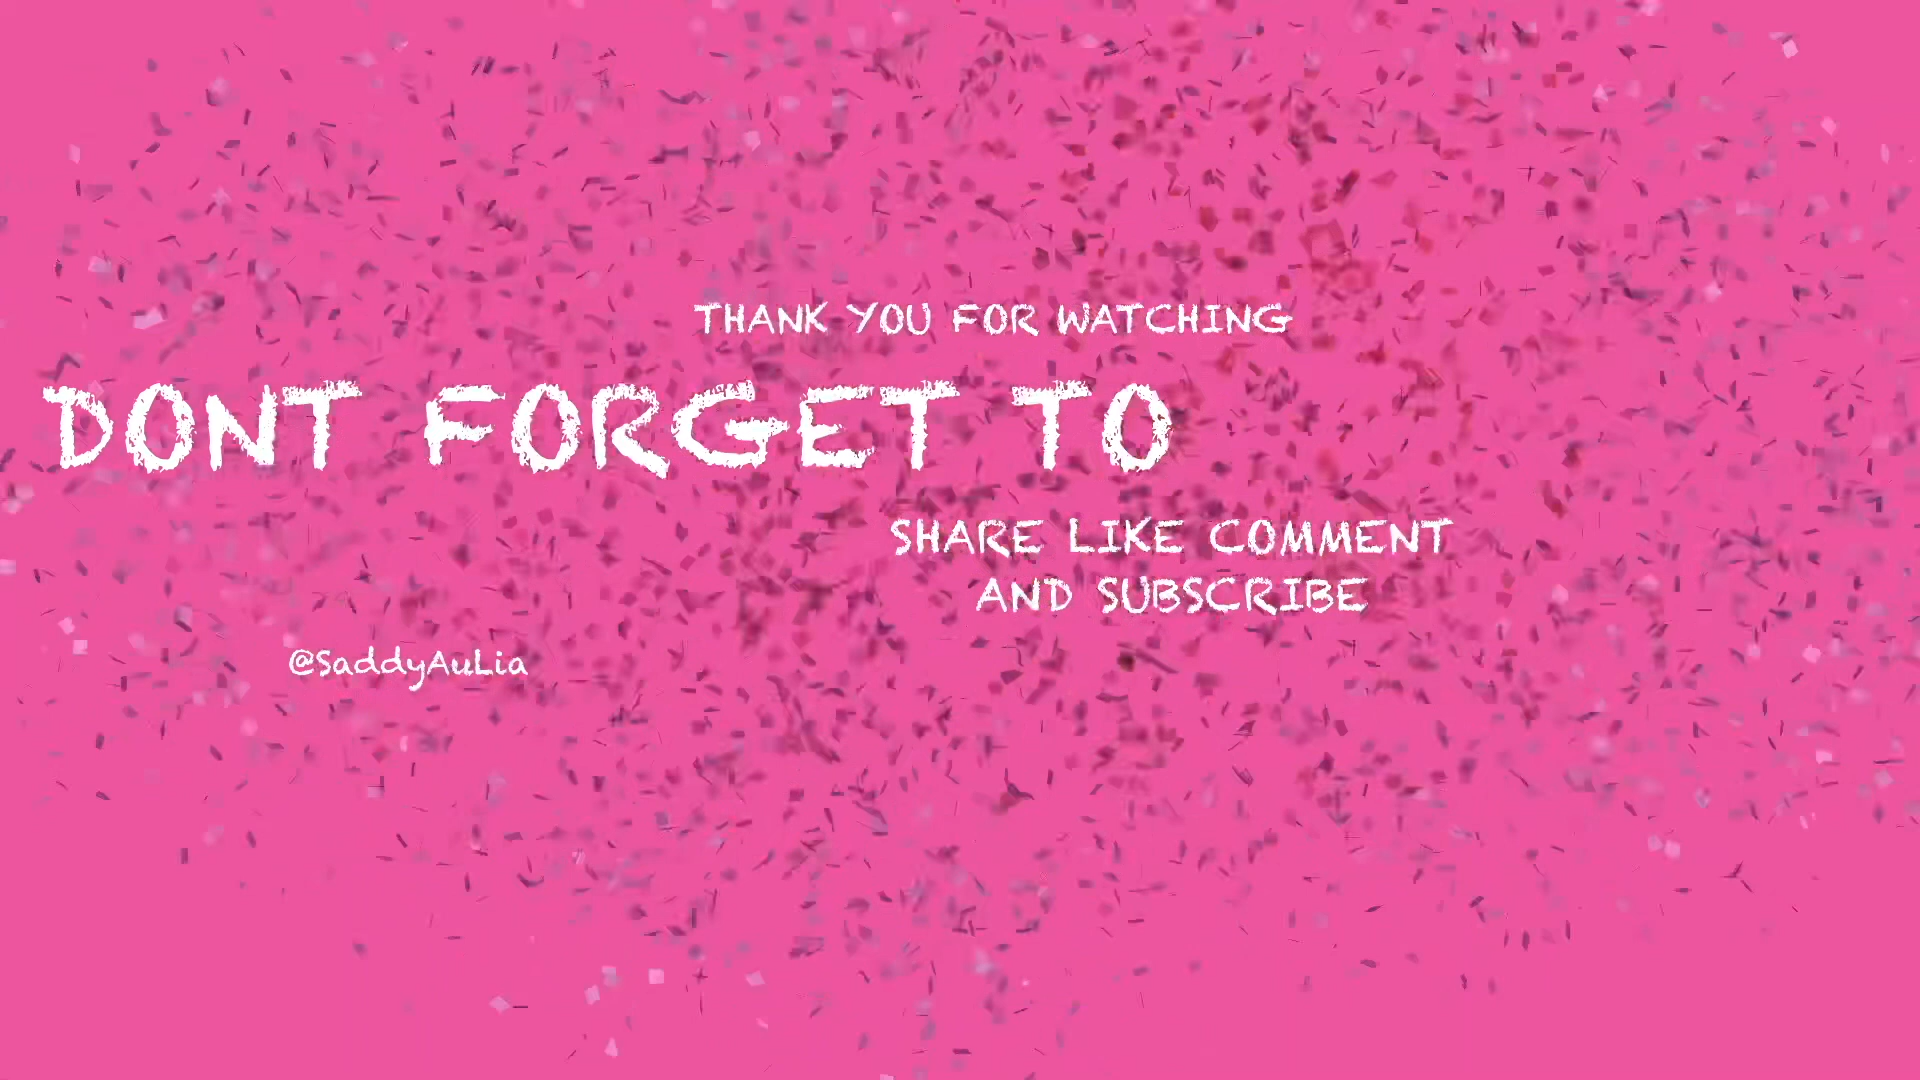 THANK YOU FOR WATCHING
DONT FORGET TO
SHARE LIKE COMMENT
AND SUBSCRIBE
@SaddyAuLia